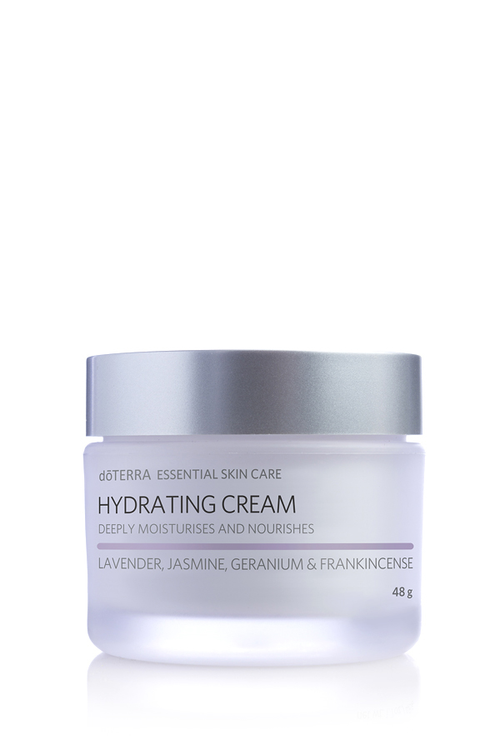 dōTERRA ESSENTIAL SKIN CARE
HYDRATING CREAM
DEEPLY MOISTURISES AND NOURISHES
LAVENDER, JASMINE, GERANIUM & FRANKINCENSE
48 g